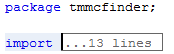 package tmmcfinder;
import ...13 lines